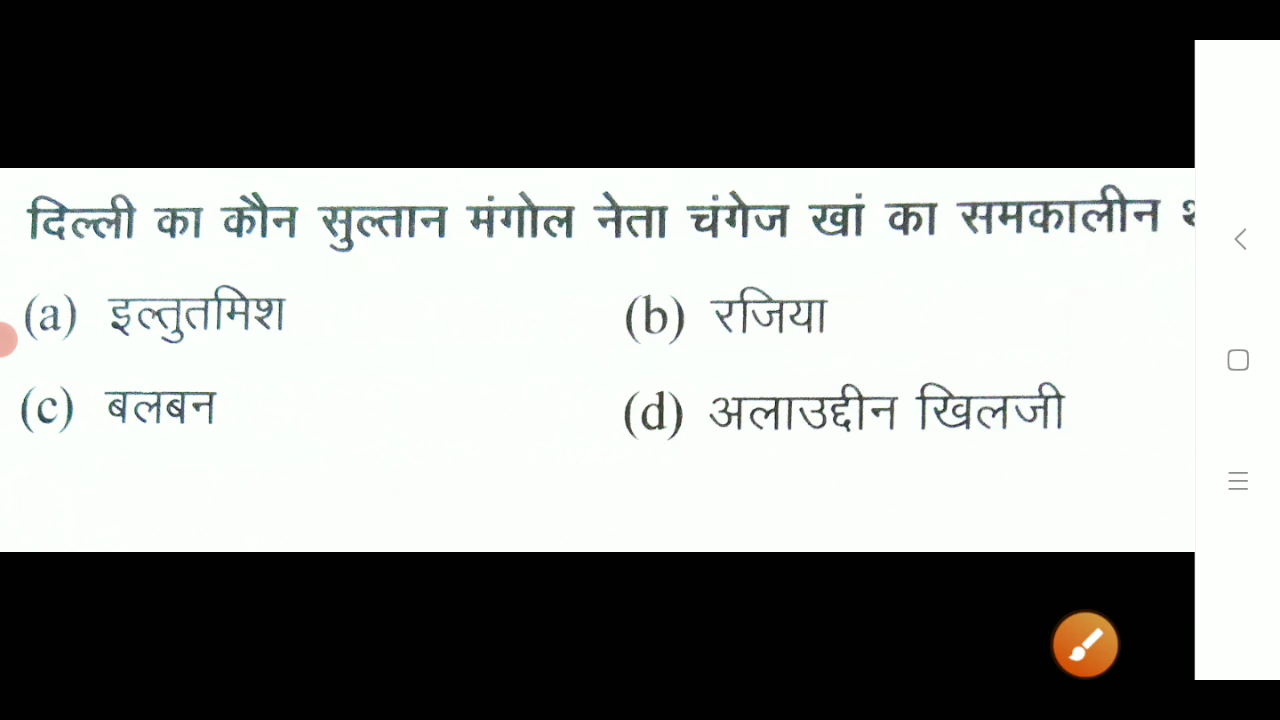 दिल्ली का कौन सुल्तान मंगोल नेता चंगेज खां का समकालीन
(a) इल्तुतमिश (b) रजिया
(c) बलबन (d) अलाउद्दीन खिलजी